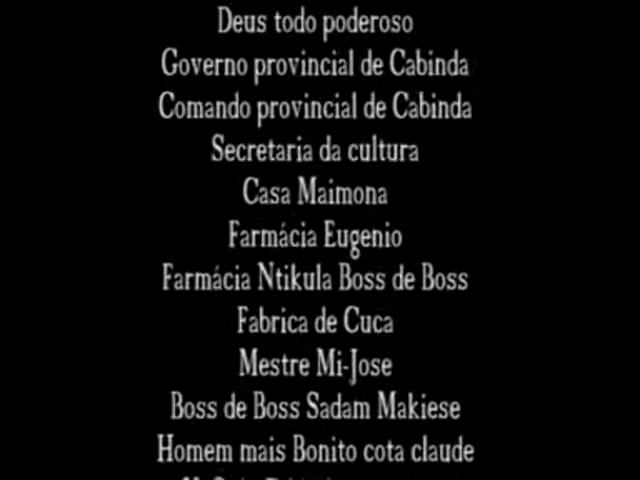 Deus todo poderoso
Governo provincial de Cabinda
Comando provincial de Cabinda
Secretaria da cultura
Casa Maimona
Farmácia Eugenio
Farmácia Ntikula Boss de Boss
Fabrica de Cuca
Mestre Mi-Jose
Boss de Boss Sadam Makiese
Homem mais Bonito cota claude